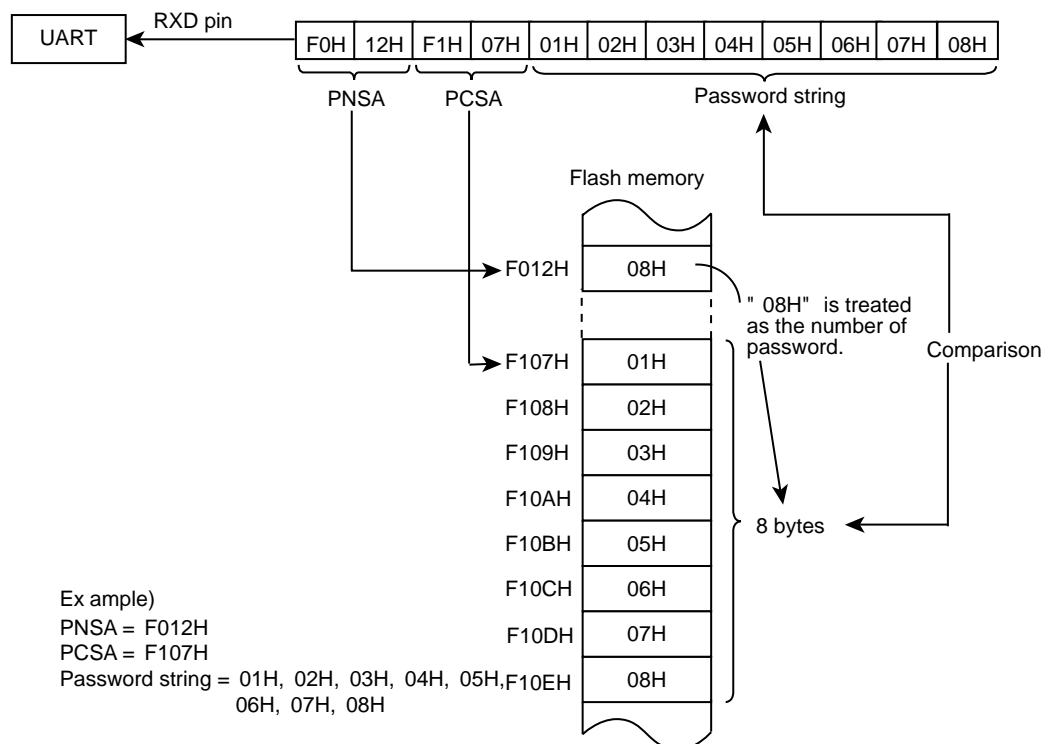 UART
RXD pin
F0H 12H F1H 07H 01H 02H 03H 04H 05H 06H 07H 08H
PNSA PCSA Password string
Flash memory
F012H 08H
" 08H" is treated
as the number of
password.
Comparison
F107H 01H
F108H 02H
F109H 03H
F10AH 04H
F10BH 05H
8 bytes
F10CH 06H
F10DH 07H
F10EH 08H
Ex ample)
PNSA = F012H
PCSA = F107H
Password string = 01H, 02H, 03H, 04H, 05H,
06H, 07H, 08H